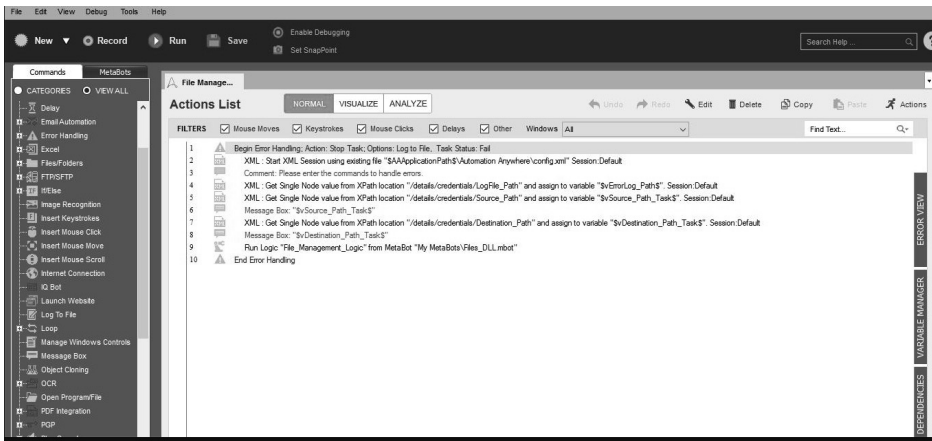 File Edit View Debug Tools Help
New Record Run Save Enable Debugging
Set SnapPoint
Search Help...
Commands MetaBots
CATEGORIES VIEW ALL
Delay
Email Automation
Error Handling
Excel
Files/Folders
FTP/SFTP
If/Else
Image Recognition
Insert Keystrokes
Insert Mouse Click
Insert Mouse Move
Insert Mouse Scroll
Internet Connection
IQ Bot
Launch Website
Log To File
Loop
Manage Windows Controls
Message Box
Object Cloning
OCR
Open Program/File
PDF Integration
PGP
File Manage...
Actions List NORMAL VISUALIZE ANALYZE Undo Redo Edit Delete Copy Paste Actions
FILTERS Mouse Moves Keystrokes Mouse Clicks Delays Other Windows All Find Text...
1 Begin Error Handling; Action: Stop Task; Options: Log to File, Task Status: Fail
2 XML : Start XML Session using existing file "$AAApplicationPath$\Automation Anywhere\config.xml" Session:Default
3 Comment: Please enter the commands to handle errors.
4 XML : Get Single Node value from XPath location "/details/credentials/LogFile_Path" and assign to variable "$vErrorLog_Path$". Session:Default
5 XML : Get Single Node value from XPath location "/details/credentials/Source_Path" and assign to variable "$vSource_Path_Task$". Session:Default
6 Message Box: "$vSource_Path_Task$"
7 XML : Get Single Node value from XPath location "/details/credentials/Destination_Path" and assign to variable "$vDestination_Path_Task$". Session:Default
8 Message Box: "$vDestination_Path_Task$"
9 Run Logic "File_Management_Logic" from MetaBot "My MetaBots\Files_DLL.mbot"
10 End Error Handling
ERROR VIEW
VARIABLE MANAGER
DEPENDENCIES